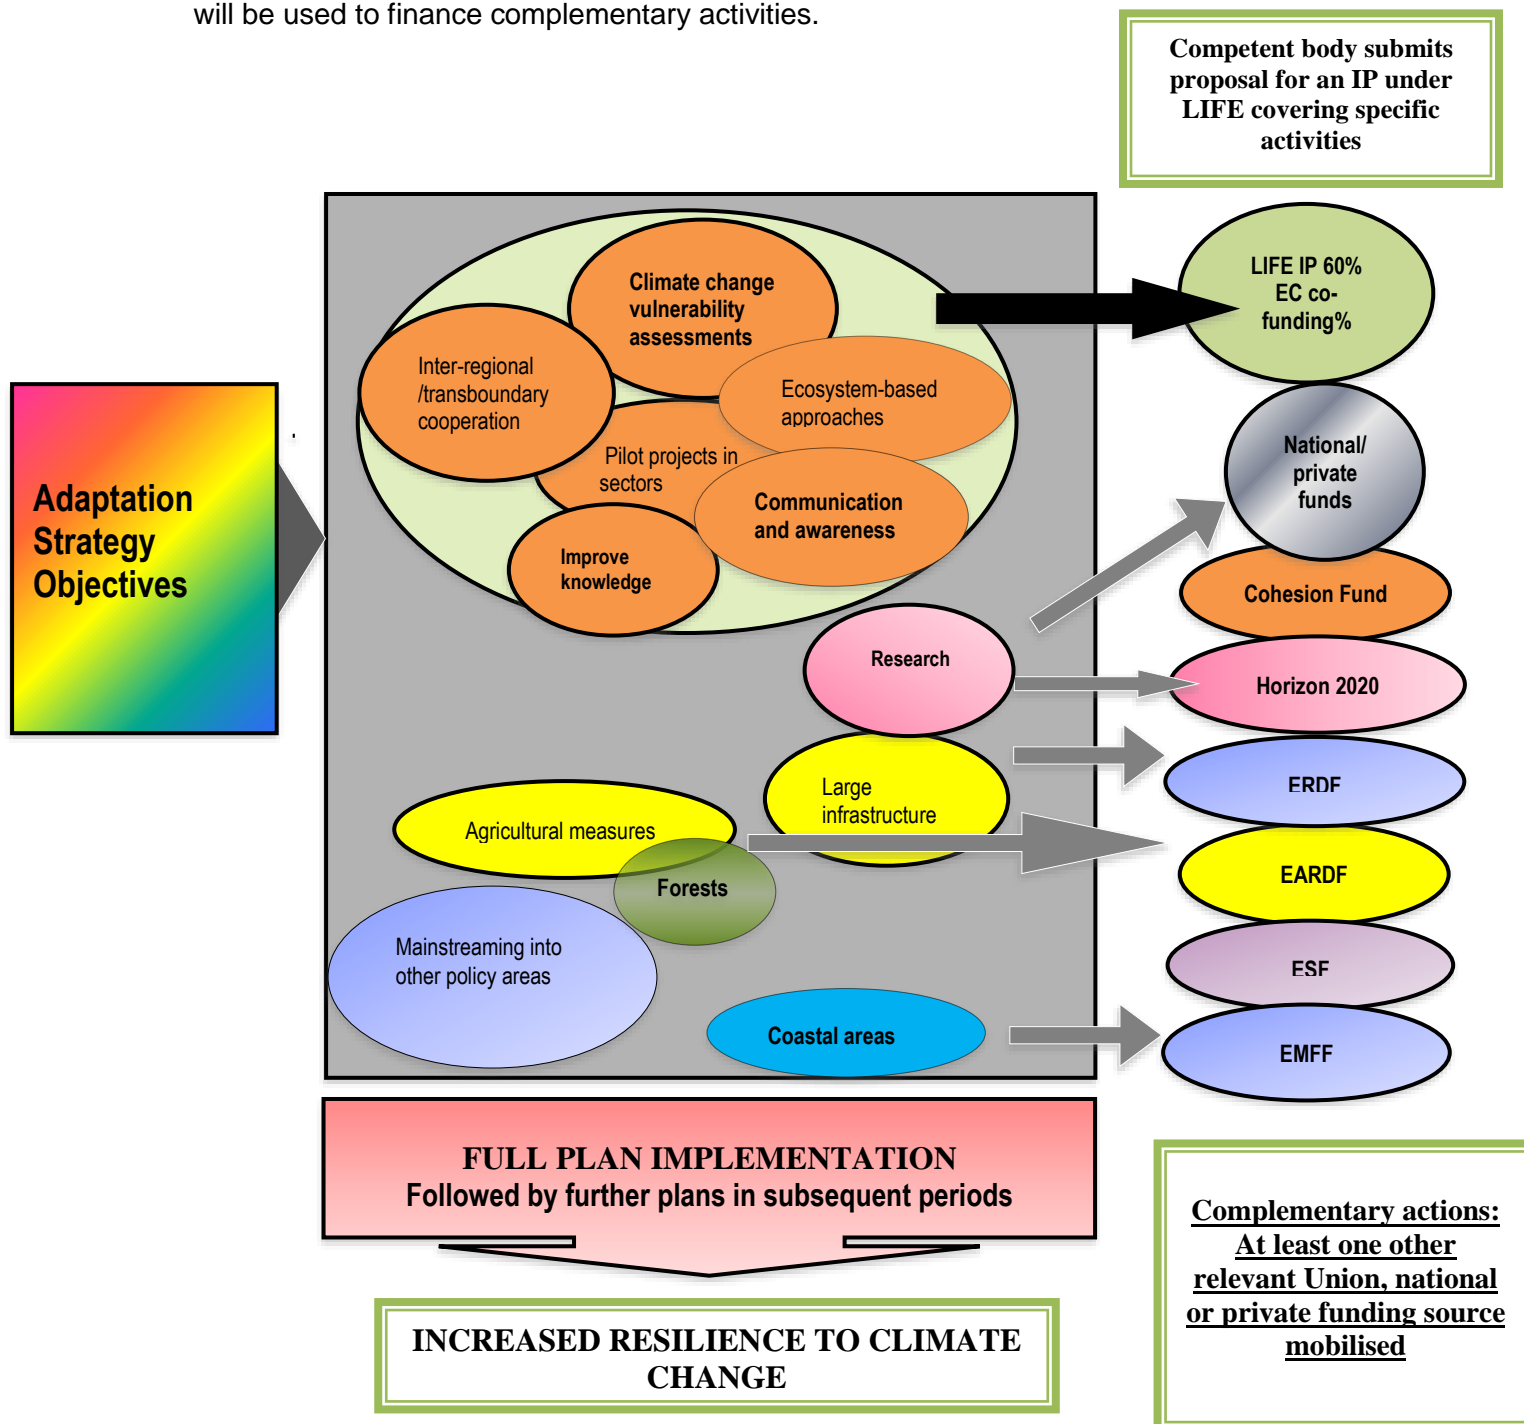 will be used to finance complementary activities.
Competent body submits
proposal for an IP under
LIFE covering specific
activities
Climate change
vulnerability
assessments
LIFE IP 60%
EC co-
funding%
Inter-regional
/transboundary
cooperation
Ecosystem-based
approaches
Pilot projects in
sectors
National/
private
funds
Adaptation
Strategy
Objectives
Communication
and awareness
Improve
knowledge
Cohesion Fund
Research
Horizon 2020
Large
infrastructure
ERDF
Agricultural measures
Forests
EARDF
Mainstreaming into
other policy areas
ESF
Coastal areas
EMFF
FULL PLAN IMPLEMENTATION
Followed by further plans in subsequent periods
Complementary actions:
At least one other
relevant Union, national
or private funding source
mobilised
INCREASED RESILIENCE TO CLIMATE
CHANGE